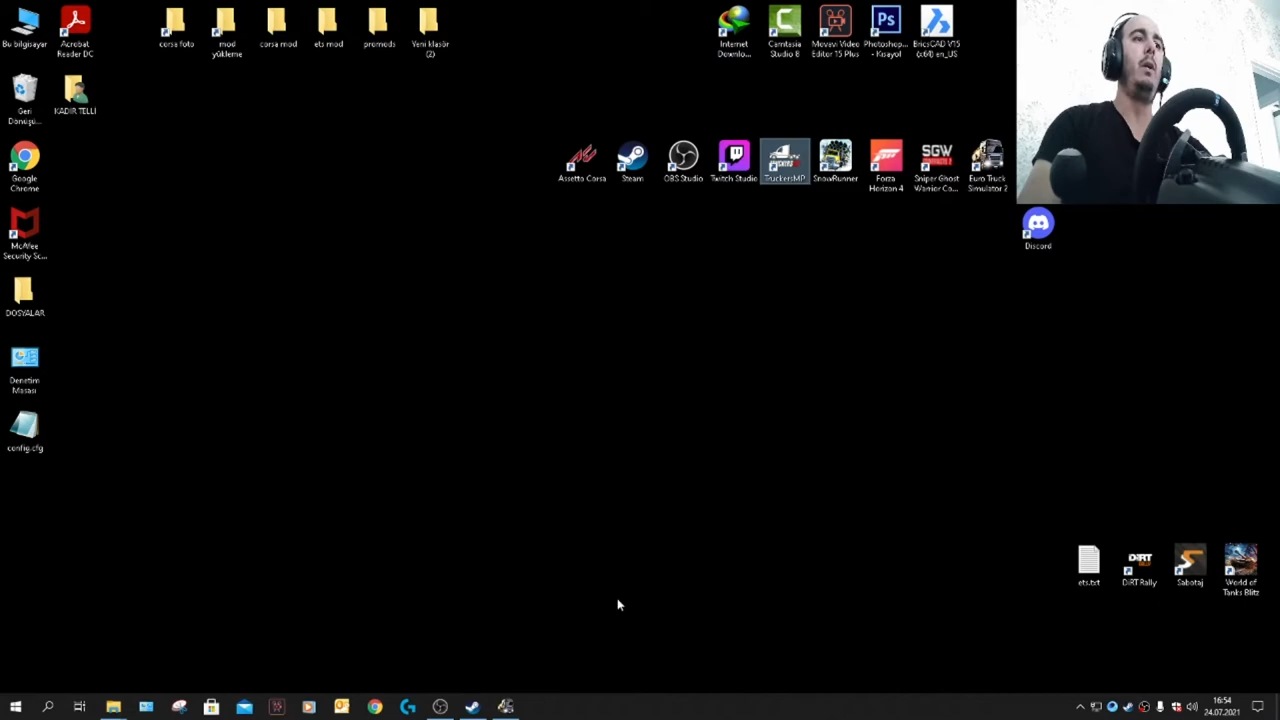 Bu bilgisayar
Acrobat
Reader DC
corsa foto
mod
yükleme
corsa mod
ets mod
promods
Yeni klasör
(2)
Internet
Downlo...
Camtasia
Studio 8
Movavi Video
Editor 15 Plus
Ps
Photoshop...
- Kısayol
BricsCAD V15
(x64) en_US
Geri
Dönüşü...
KADİR TELLİ
Google
Chrome
Assetto Corsa
Steam
OBS Studio
Twitch Studio
TruckersMP
SnowRunner
Forza
Horizon 4
SGW
Sniper Ghost
Warrior Co...
Euro Truck
Simulator 2
McAfee
Security Sc...
Discord
DOSYALAR
Denetim
Masası
config.cfg
ets.txt
DiRT
DiRT Rally
Sabotaj
World of
Tanks Blitz
16:54
24.07.2021